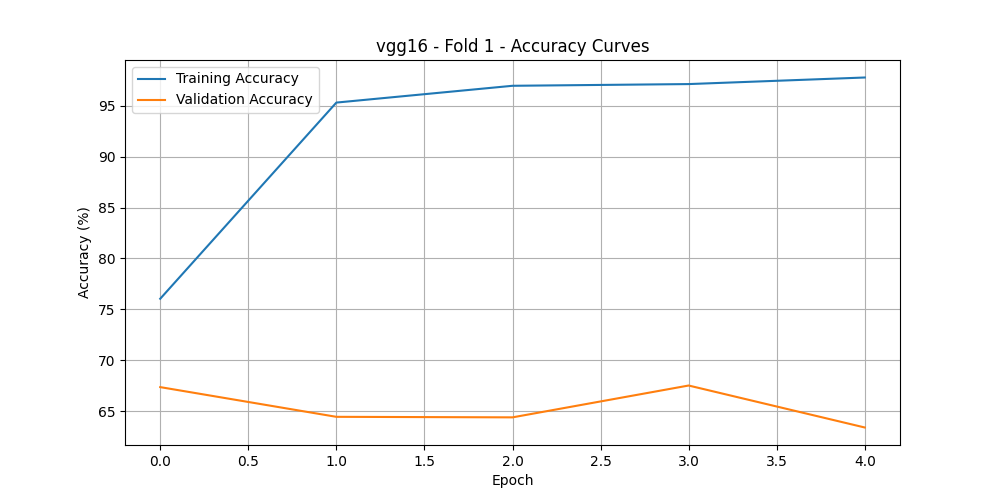 vgg16 - Fold 1 - Accuracy Curves
Training Accuracy
Validation Accuracy
Accuracy (%)
95
90
85
80
75
70
65
0.0 0.5 1.0 1.5 2.0 2.5 3.0 3.5 4.0
Epoch